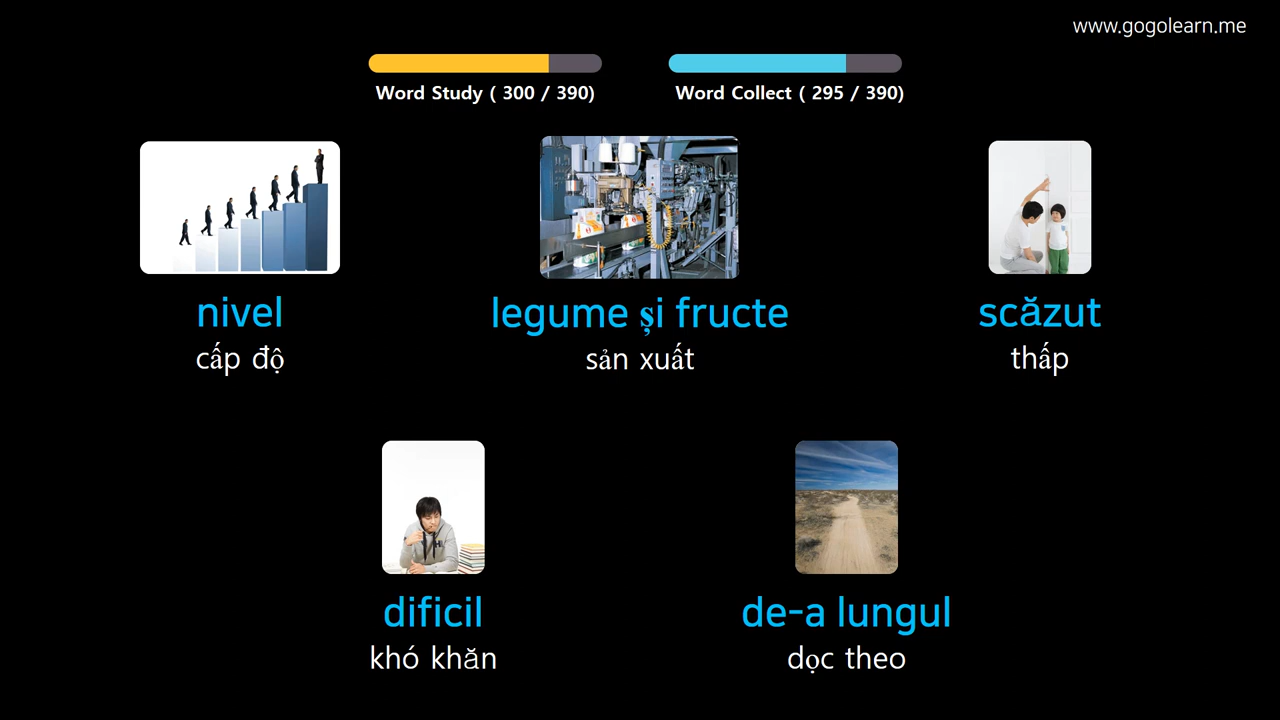 www.gogolearn.me
Word Study ( 300 / 390)
Word Collect ( 295 / 390)
nivel
cấp độ
legume și fructe
sản xuất
scăzut
thấp
dificil
khó khăn
de-a lungul
dọc theo